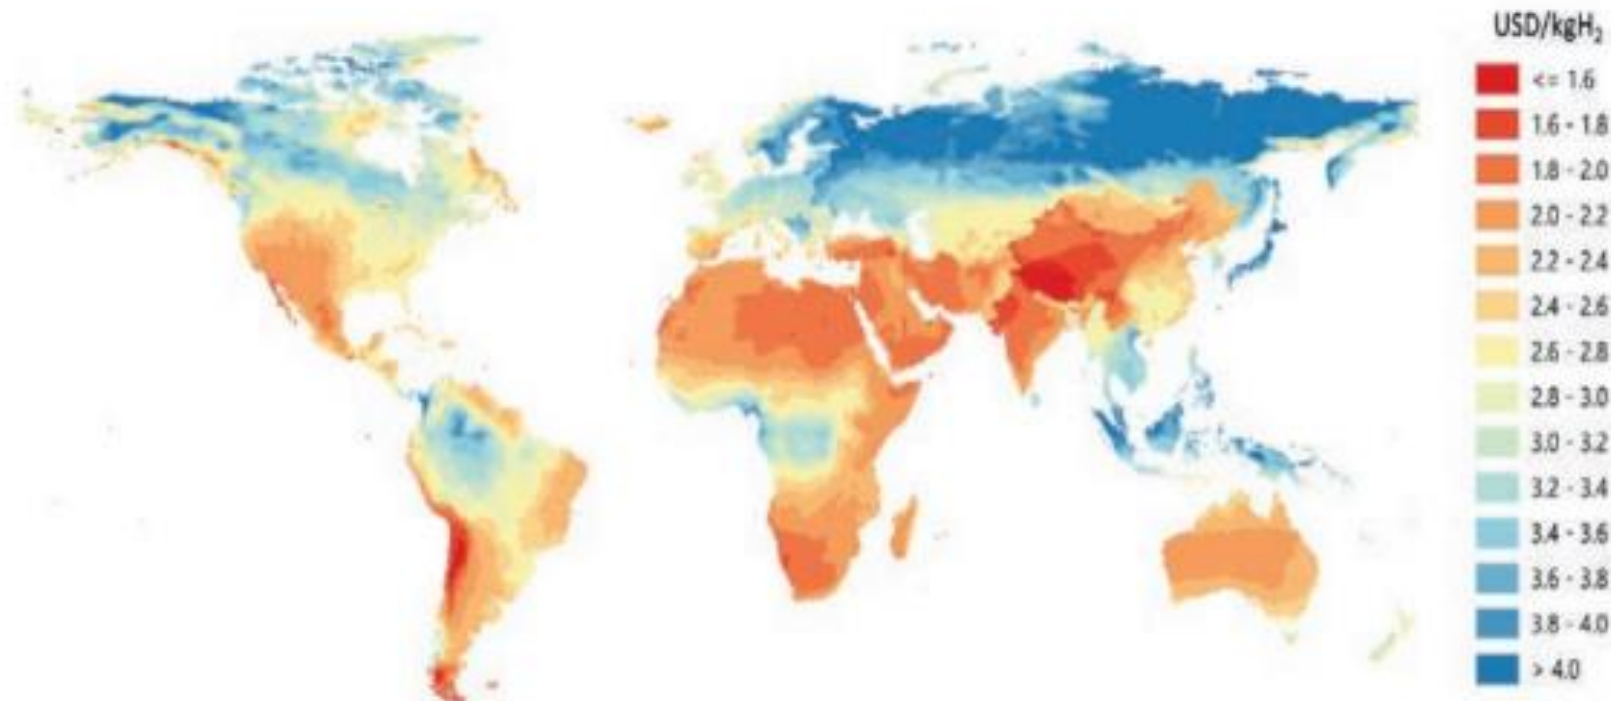 USD/kgH₂
<= 1.6
1.6 - 1.8
1.8 - 2.0
2.0 - 2.2
2.2 - 2.4
2.4 - 2.6
2.6 - 2.8
2.8 - 3.0
3.0 - 3.2
3.2 - 3.4
3.4 - 3.6
3.6 - 3.8
3.8 - 4.0
> 4.0